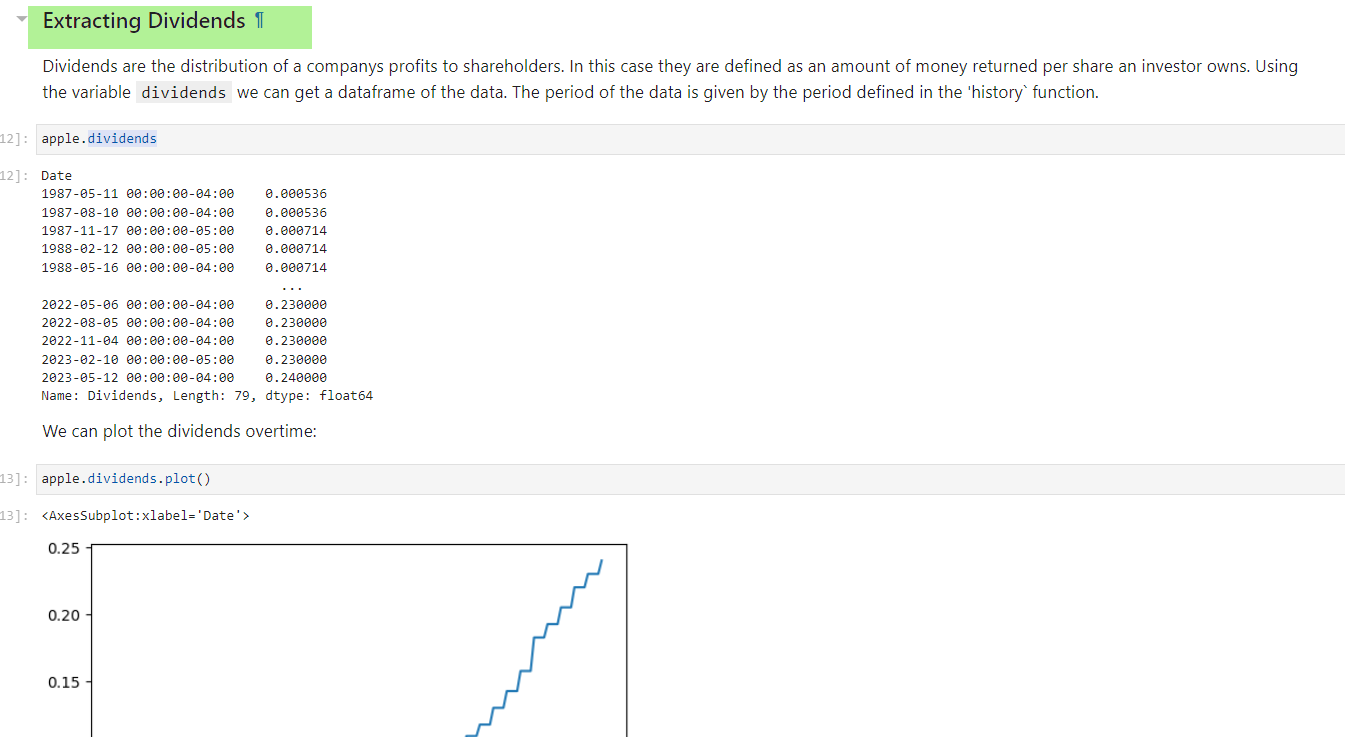 Extracting Dividends ¶
Dividends are the distribution of a companys profits to shareholders. In this case they are defined as an amount of money returned per share an investor owns. Using
the variable dividends we can get a dataframe of the data. The period of the data is given by the period defined in the 'history` function.
12]: apple.dividends
12]: Date
1987-05-11 00:00:00-04:00    0.000536
1987-08-10 00:00:00-04:00    0.000536
1987-11-17 00:00:00-05:00    0.000714
1988-02-12 00:00:00-05:00    0.000714
1988-05-16 00:00:00-04:00    0.000714
...
2022-05-06 00:00:00-04:00    0.230000
2022-08-05 00:00:00-04:00    0.230000
2022-11-04 00:00:00-04:00    0.230000
2023-02-10 00:00:00-05:00    0.230000
2023-05-12 00:00:00-04:00    0.240000
Name: Dividends, Length: 79, dtype: float64
We can plot the dividends overtime:
13]: apple.dividends.plot()
13]: <AxesSubplot:xlabel='Date'>
0.25
0.20
0.15